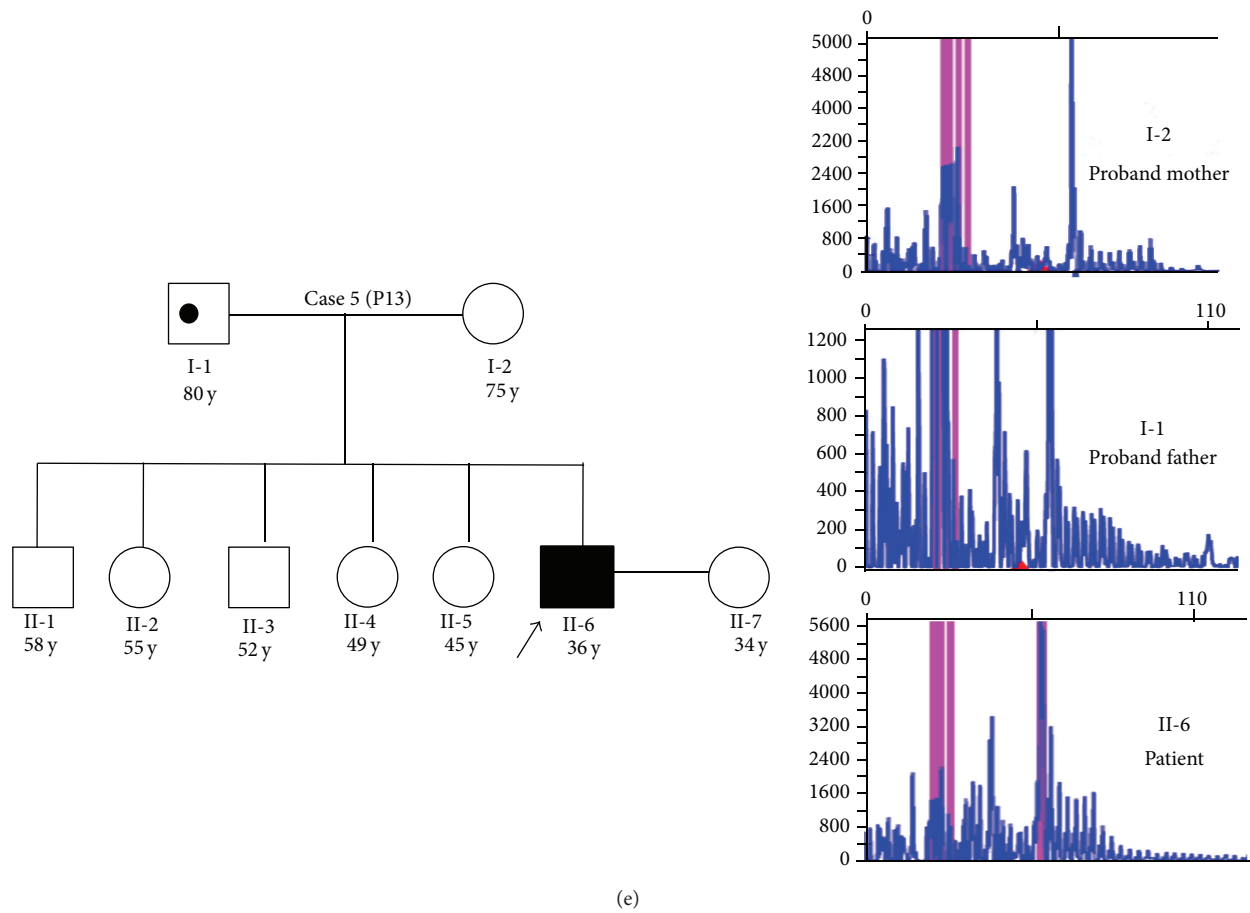 Case 5 (P13)
I-1
80 y
I-2
75 y
II-1
58 y
II-2
55 y
II-3
52 y
II-4
49 y
II-5
45 y
II-6
36 y
II-7
34 y
0
5000
4800
4000
2200
2400
1600
800
0
I-2
Proband mother
0 110
1200
1000
800
600
400
200
0
I-1
Proband father
0 110
5600
4800
4000
3200
2400
1600
800
0
II-6
Patient
(e)